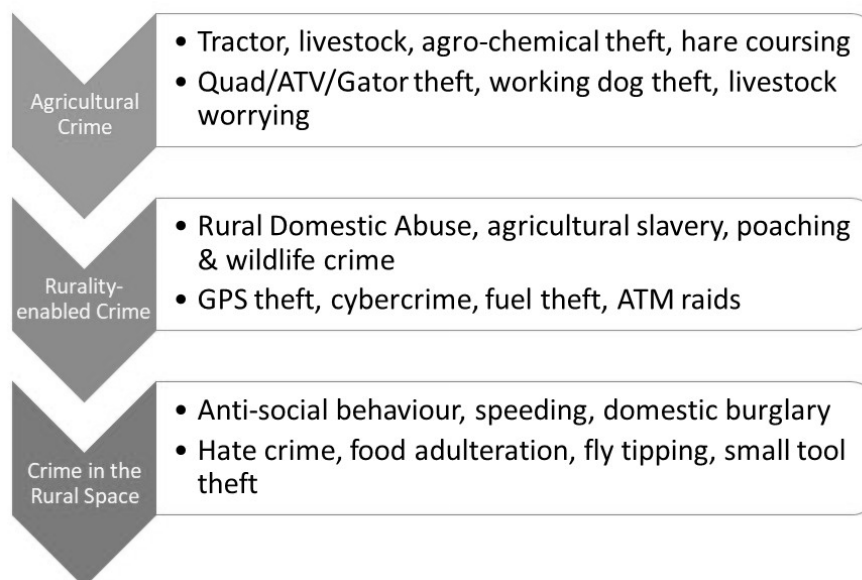 Agricultural
Crime
• Tractor, livestock, agro-chemical theft, hare coursing
• Quad/ATV/Gator theft, working dog theft, livestock
worrying
Rurality-
enabled Crime
• Rural Domestic Abuse, agricultural slavery, poaching
& wildlife crime
• GPS theft, cybercrime, fuel theft, ATM raids
Crime in the
Rural Space
• Anti-social behaviour, speeding, domestic burglary
• Hate crime, food adulteration, fly tipping, small tool
theft